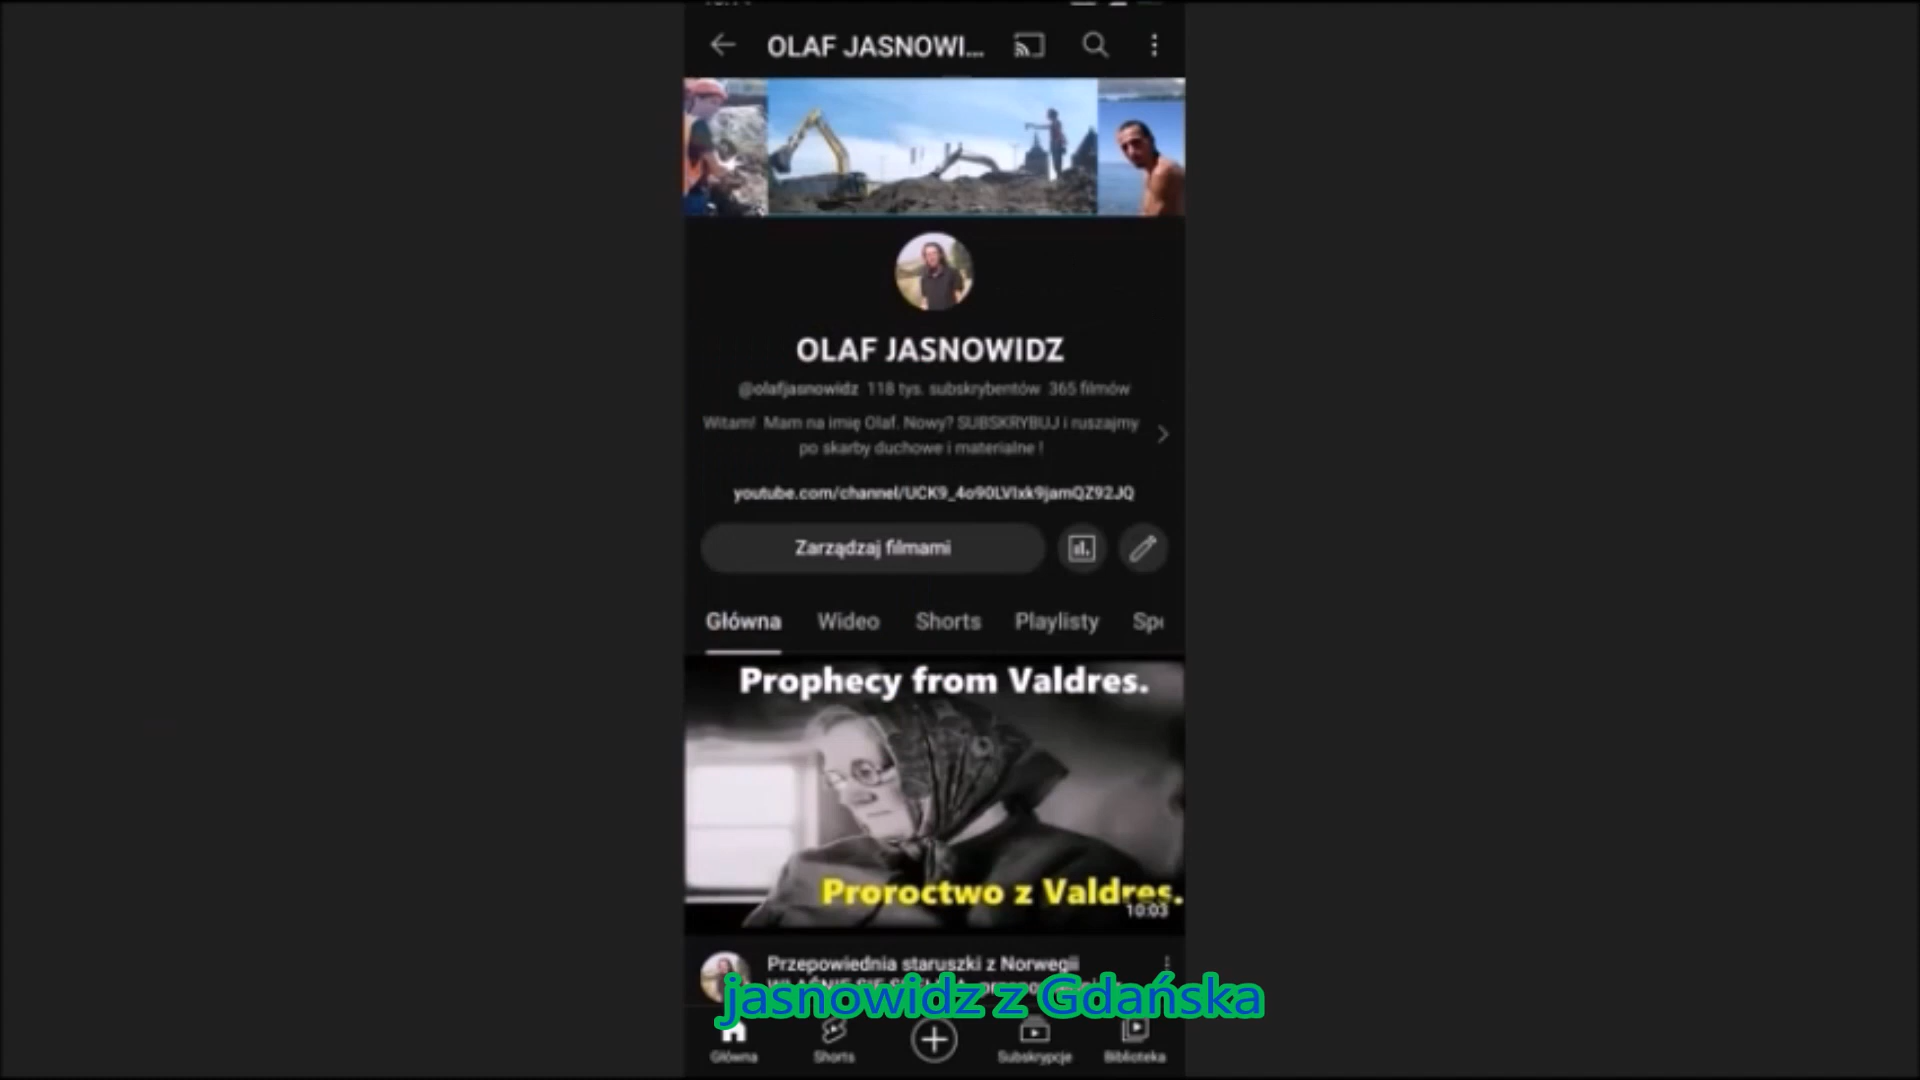 OLAF JASNOWI...
OLAF JASNOWIDZ
@olafjasnowidz 118 tys. subskrybentów 365 filmów
Witam! Mam na imię Olaf. Nowy? SUBSKRYBUJ i ruszajmy
po skarby duchowe i materialne !
youtube.com/channel/UCK9_4o90LVIxk9jamQZ92JQ
Zarządzaj filmami
Główna Wideo Shorts Playlisty Spo
Prophecy from Valdres.
Proroctwo z Valdres.
10:03
Przepowiednia staruszki z Norwegii
jasnowidz z Gdańska
Główna Shorts Subskrypcje Biblioteka